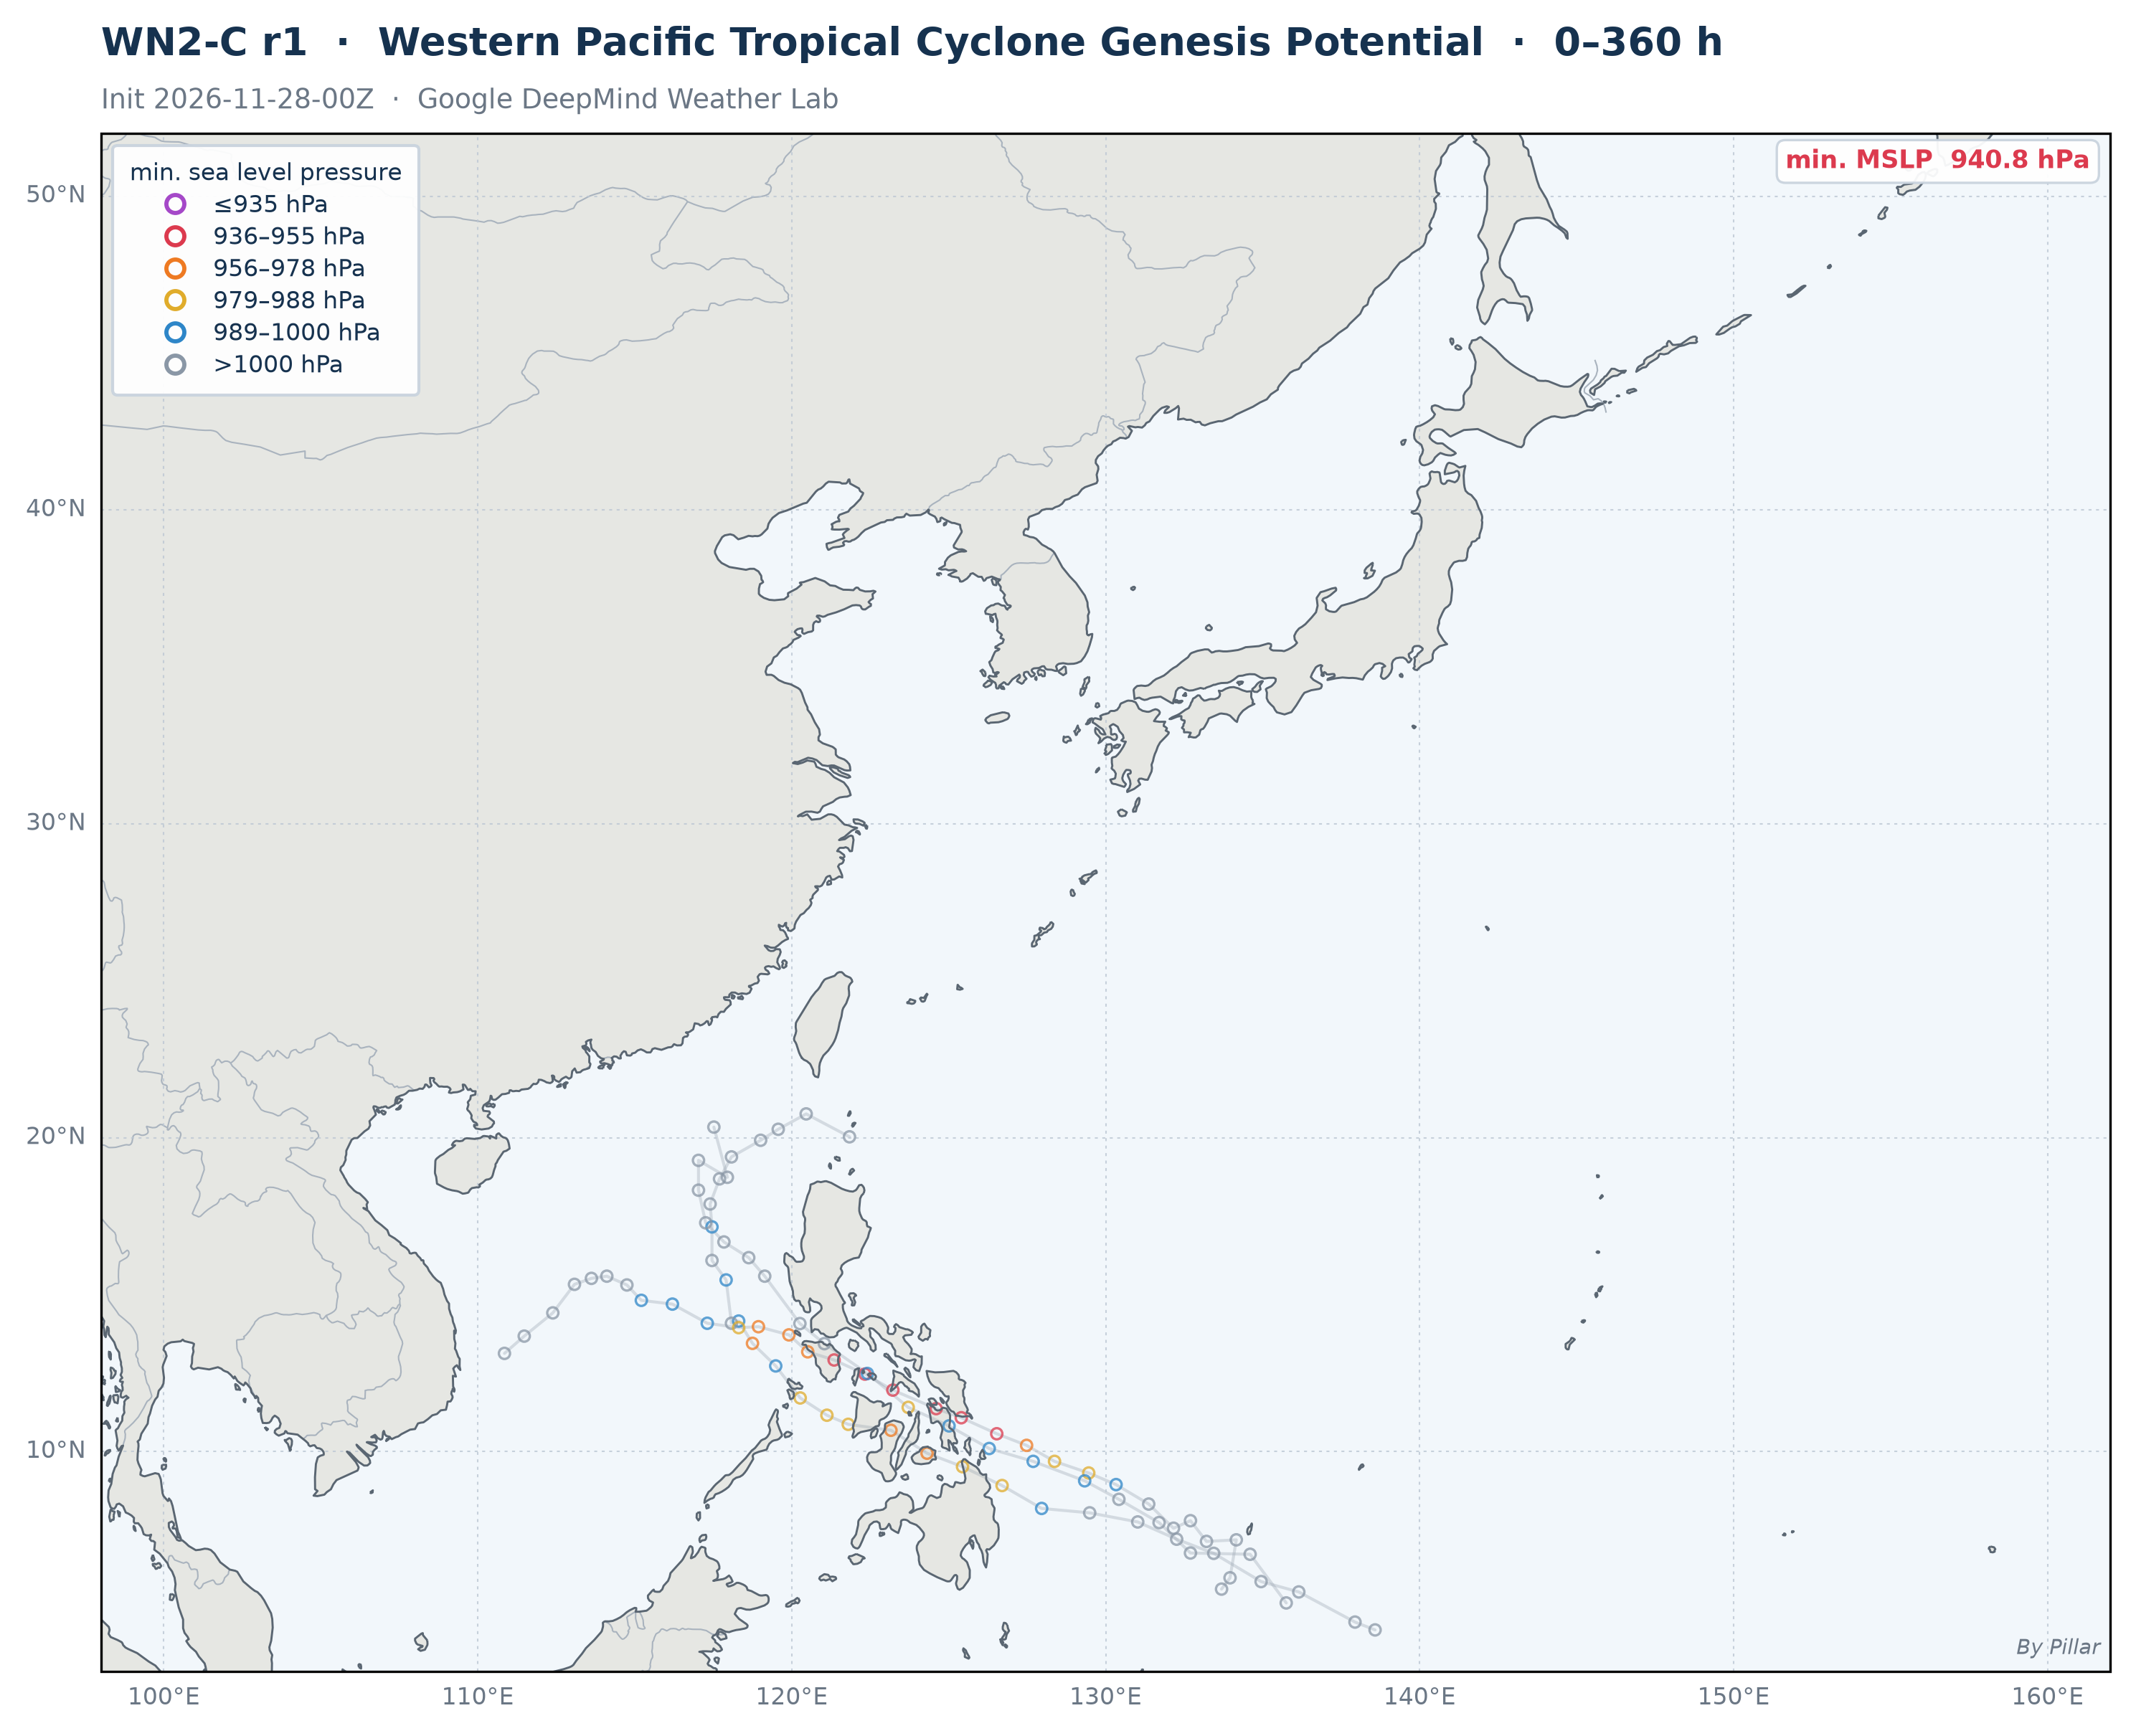 WN2-C r1 · Western Pacific Tropical Cyclone Genesis Potential · 0–360 h
Init 2026-11-28-00Z · Google DeepMind Weather Lab
min. sea level pressure
≤935 hPa
936–955 hPa
956–978 hPa
979–988 hPa
989–1000 hPa
>1000 hPa
min. MSLP 940.8 hPa
50°N
40°N
30°N
20°N
10°N
By Pillar
100°E 110°E 120°E 130°E 140°E 150°E 160°E